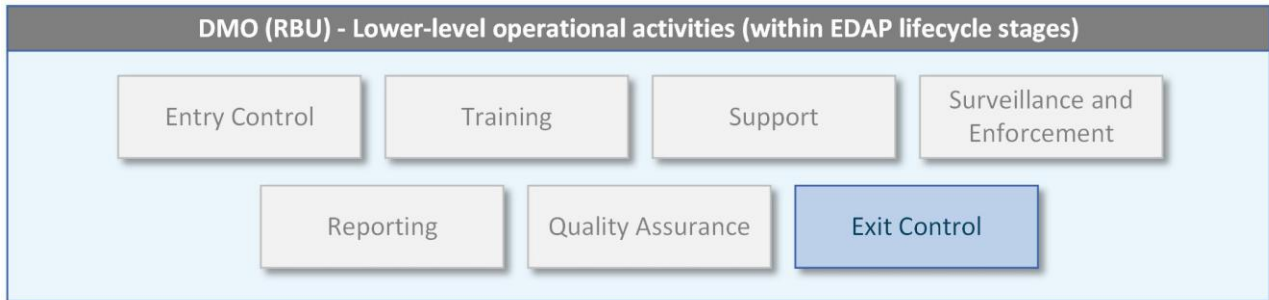 DMO (RBU) - Lower-level operational activities (within EDAP lifecycle stages)
Entry Control
Training
Support
Surveillance and
Enforcement
Reporting
Quality Assurance
Exit Control